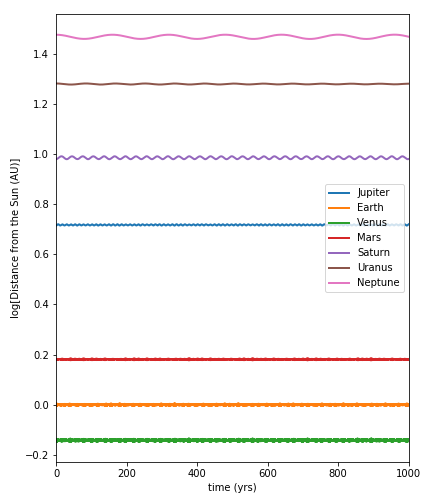 1.4
1.2
1.0
0.8
0.6
0.4
0.2
0.0
−0.2
log[Distance from the Sun (AU)]
Jupiter
Earth
Venus
Mars
Saturn
Uranus
Neptune
0 200 400 600 800 1000
time (yrs)